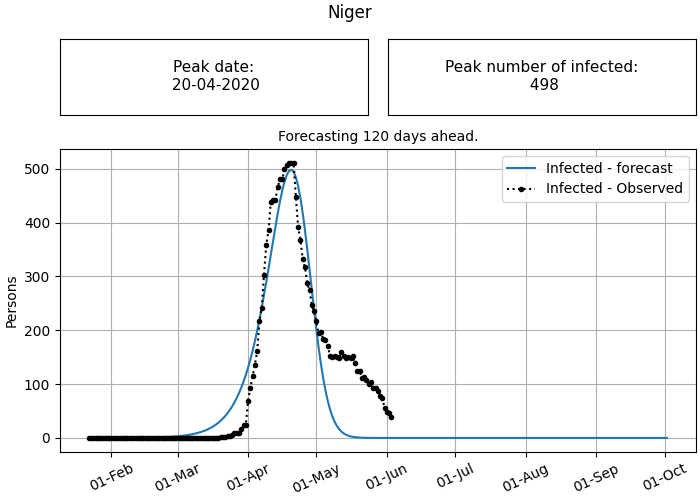 Niger
Peak date:
20-04-2020
Peak number of infected:
498
Forecasting 120 days ahead.
Infected - forecast
Infected - Observed
Persons
500
400
300
200
100
0
01-Feb
01-Mar
01-Apr
01-May
01-Jun
01-Jul
01-Aug
01-Sep
01-Oct